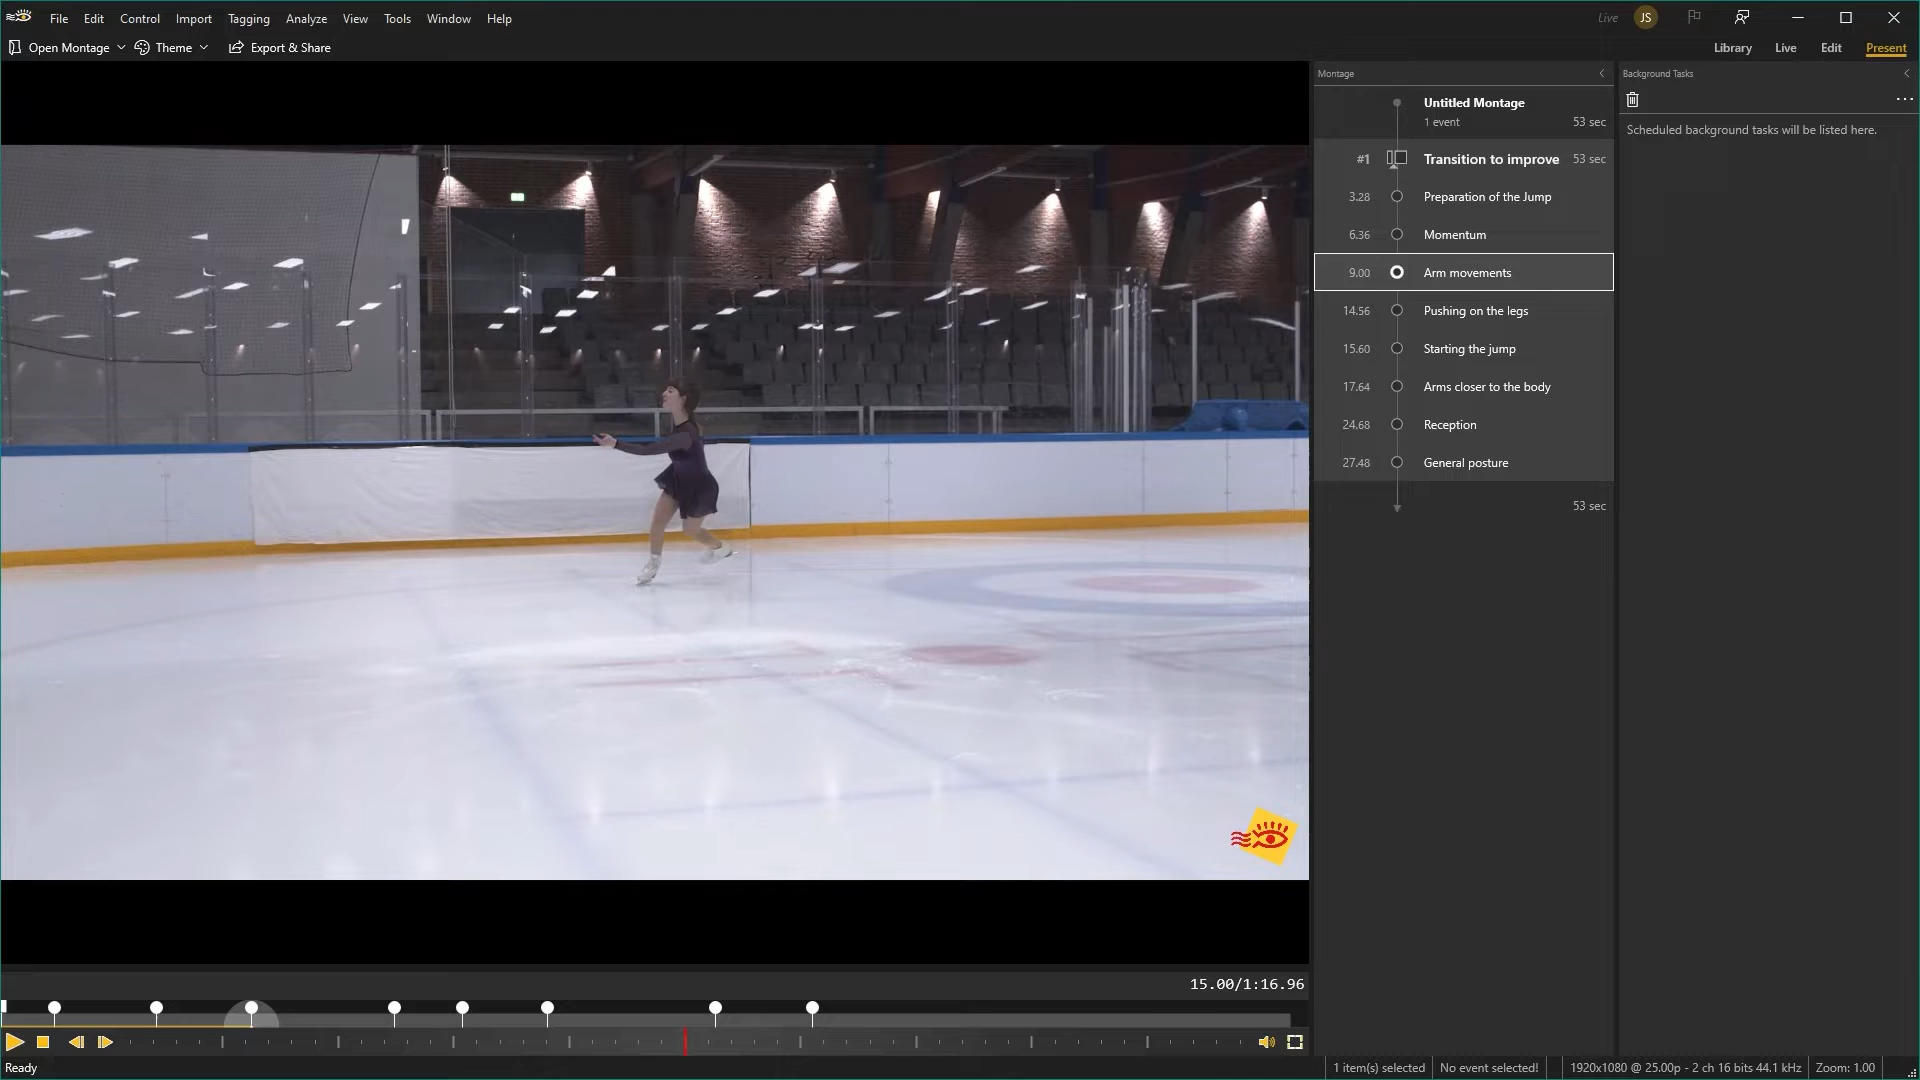 File Edit Control Import Tagging Analyze View Tools Window Help
Live JS
Open Montage Theme Export & Share
Library Live Edit Present
Montage
Untitled Montage
1 event 53 sec
#1 Transition to improve 53 sec
3.28 Preparation of the Jump
6.36 Momentum
9.00 Arm movements
14.56 Pushing on the legs
15.60 Starting the jump
17.64 Arms closer to the body
24.68 Reception
27.48 General posture
53 sec
Background Tasks
Scheduled background tasks will be listed here.
15.00/1:16.96
Ready
1 item(s) selected No event selected! 1920x1080 @ 25.00p - 2 ch 16 bits 44.1 kHz Zoom: 1.00